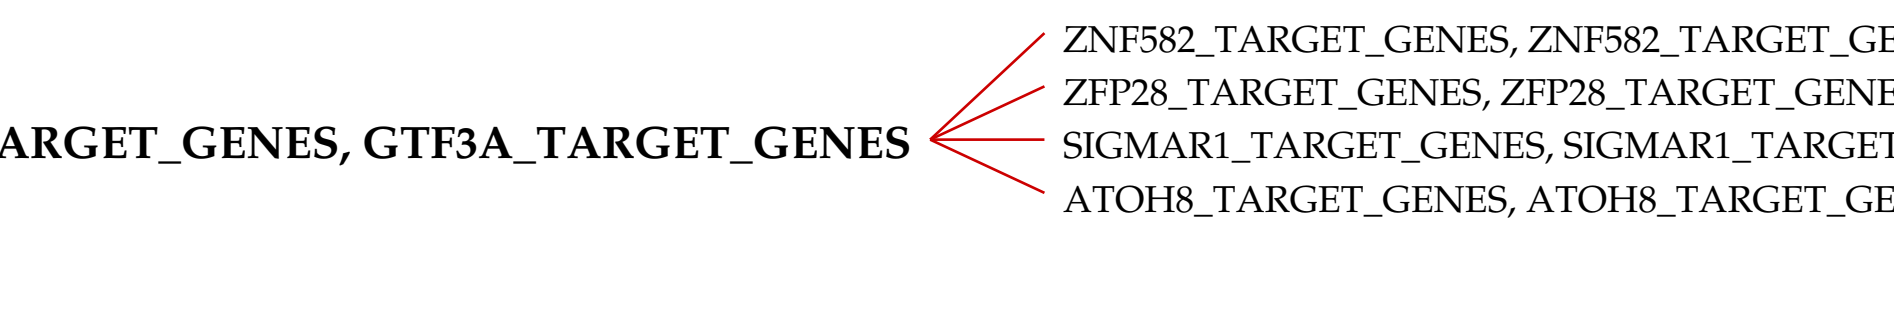 ZNF582_TARGET_GENES, ZNF582_TARGET_GE
ZFP28_TARGET_GENES, ZFP28_TARGET_GENE
ARGET_GENES, GTF3A_TARGET_GENES
SIGMAR1_TARGET_GENES, SIGMAR1_TARGET
ATOH8_TARGET_GENES, ATOH8_TARGET_GE